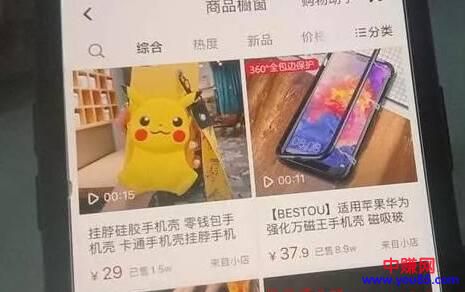 商品橱窗
购物助手
综合
热度
新品
价格
分类
360°全包边保护
00:15
00:11
挂脖硅胶手机壳 零钱包手
机壳 卡通手机壳挂脖手机
【BESTOU】适用苹果华为
强化万磁王手机壳 磁吸玻
¥ 29 已售 1.5w 来自小店
¥ 37.9 已售 8.9w 来自小店
中赚网
www.you85.com